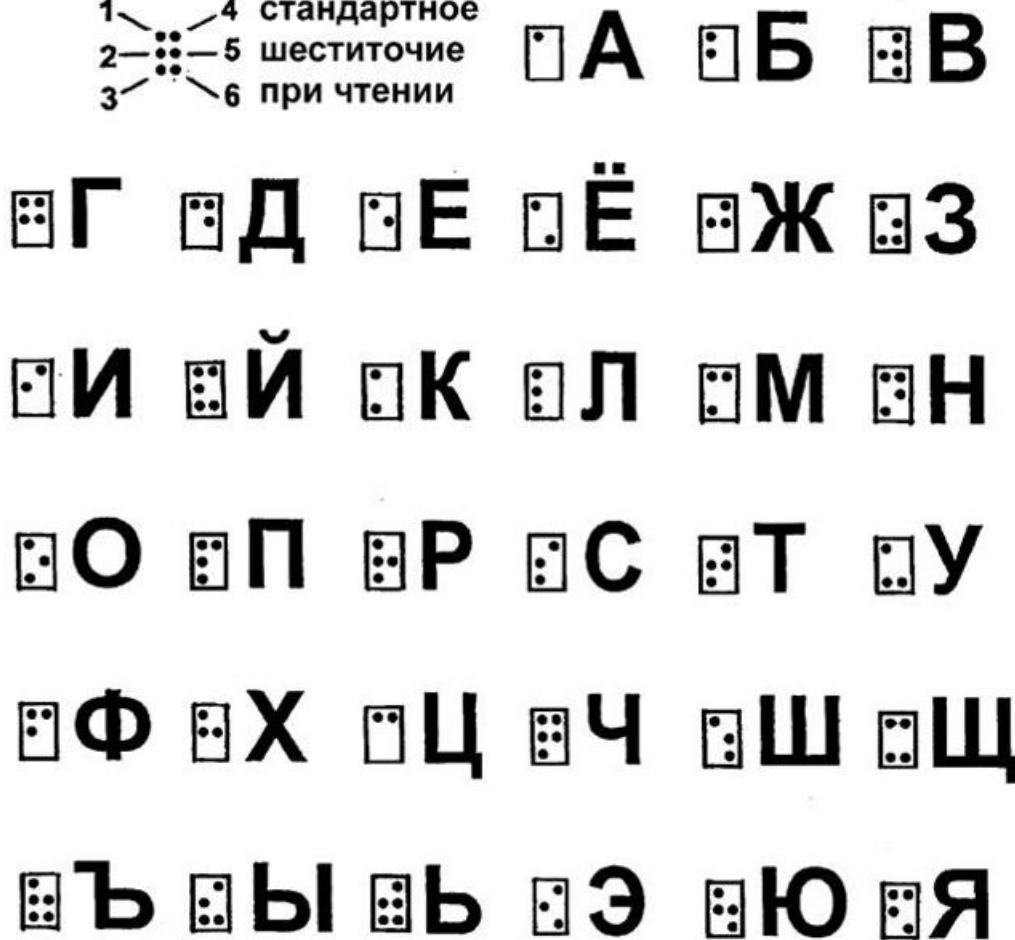 1 4 стандартное
2 5 шеститочие А Б В
3 6 при чтении
Г Д Е Ё Ж З
И Й К Л М Н
О П Р С Т У
Ф Х Ц Ч Ш Щ
Ъ Ы Ь Э Ю Я